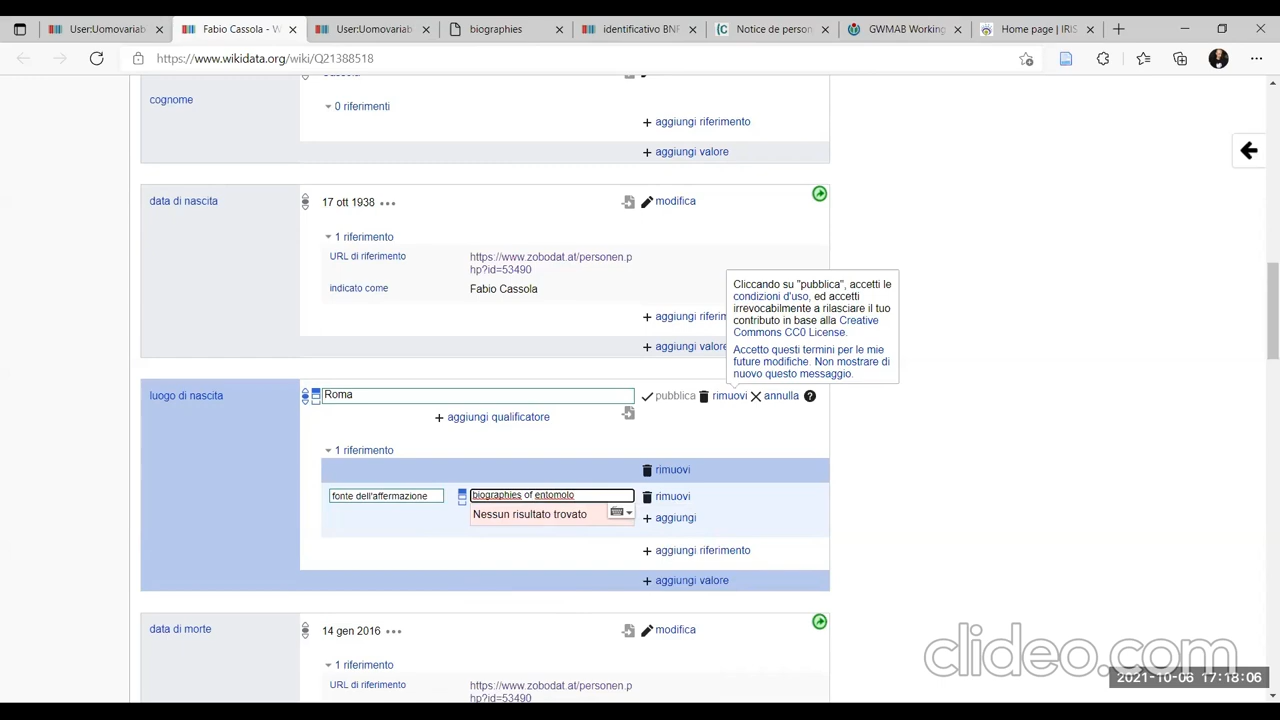 User:Uomovariab
Fabio Cassola - W
User:Uomovariab
biographies
identificativo BNF
Notice de person
GWMAB Working
Home page | IRIS
https://www.wikidata.org/wiki/Q21388518
cognome
0 riferimenti
+ aggiungi riferimento
+ aggiungi valore
data di nascita
17 ott 1938
modifica
1 riferimento
URL di riferimento
https://www.zobodat.at/personen.p
hp?id=53490
indicato come
Fabio Cassola
+ aggiungi riferim
+ aggiungi valore
Cliccando su "pubblica", accetti le
condizioni d'uso, ed accetti
irrevocabilmente a rilasciare il tuo
contributo in base alla Creative
Commons CC0 License.
Accetto questi termini per le mie
future modifiche. Non mostrare di
nuovo questo messaggio.
luogo di nascita
Roma
pubblica rimuovi annulla
+ aggiungi qualificatore
1 riferimento
rimuovi
fonte dell'affermazione
biographies of entomolo
rimuovi
Nessun risultato trovato
+ aggiungi
+ aggiungi riferimento
+ aggiungi valore
data di morte
14 gen 2016
modifica
1 riferimento
URL di riferimento
https://www.zobodat.at/personen.p
hp?id=53490
clideo.com
2021-10-06 17:18:06